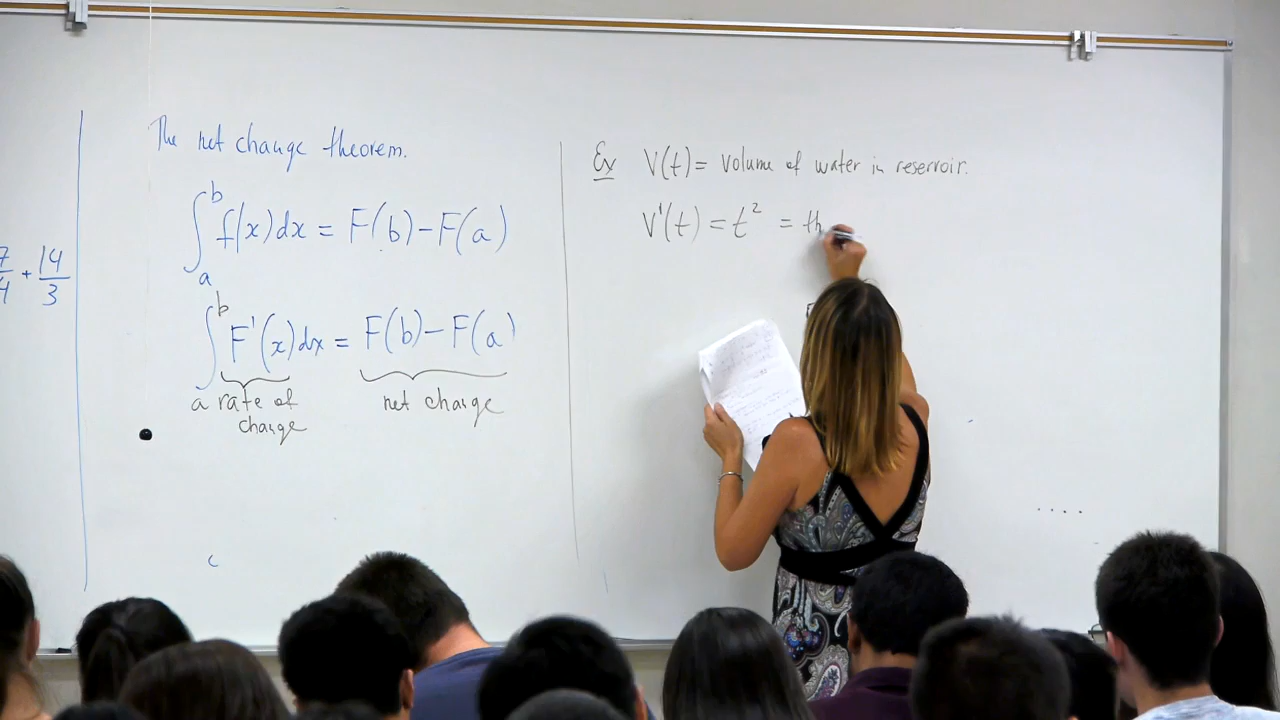 7/4 + 14/3
The net change theorem.
∫_a^b f(x)dx = F(b)-F(a)
∫_a^b F'(x)dx = F(b)-F(a)
a rate of change
net change
Ex V(t) = volume of water in reservoir.
V'(t) = t² = th